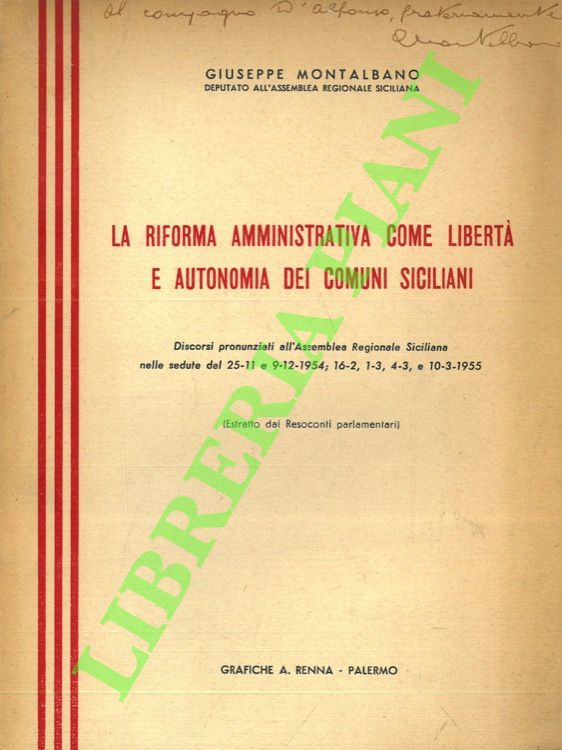 Al compagno D'Alfonso, fraternamente
GIUSEPPE MONTALBANO
DEPUTATO ALL'ASSEMBLEA REGIONALE SICILIANA
LA RIFORMA AMMINISTRATIVA COME LIBERTÀ
E AUTONOMIA DEI COMUNI SICILIANI
Discorsi pronunziati all'Assemblea Regionale Siciliana
nelle sedute del 25-11 e 9-12-1954; 16-2, 1-3, 4-3, e 10-3-1955
(Estratto dai Resoconti parlamentari)
GRAFICHE A. RENNA - PALERMO
LIBRERIA PIANI